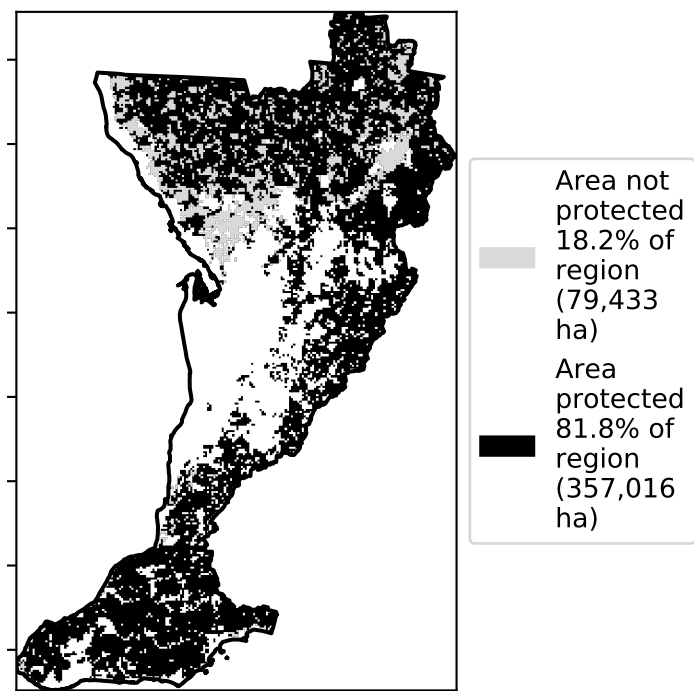 Area not
protected
18.2% of
region
(79,433
ha)
Area
protected
81.8% of
region
(357,016
ha)